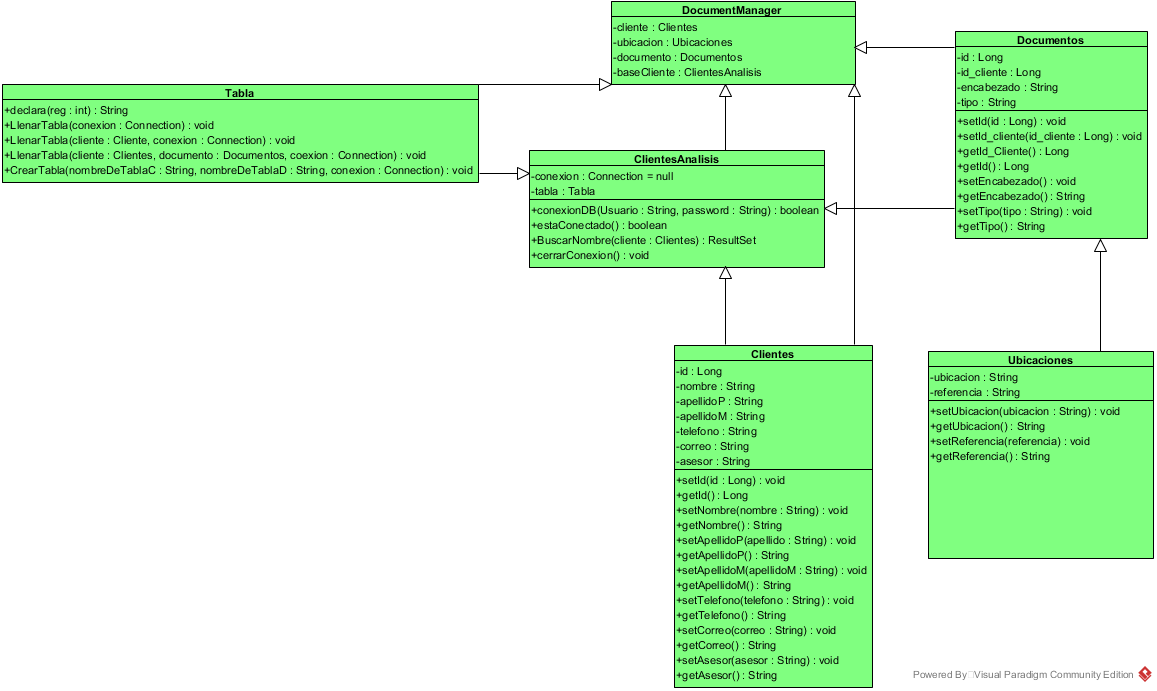 DocumentManager
-cliente : Clientes
-ubicacion : Ubicaciones
-documento : Documentos
-baseCliente : ClientesAnalisis
Documentos
-id : Long
-id_cliente : Long
-encabezado : String
-tipo : String
+setId(id : Long) : void
+setId_cliente(id_cliente : Long) : void
+getId_Cliente() : Long
+getId() : Long
+setEncabezado() : void
+getEncabezado() : String
+setTipo(tipo : String) : void
+getTipo() : String
Tabla
+declara(reg : int) : String
+LlenarTabla(conexion : Connection) : void
+LlenarTabla(cliente : Cliente, conexion : Connection) : void
+LlenarTabla(cliente : Clientes, documento : Documentos, coexion : Connection) : void
+CrearTabla(nombreDeTablaC : String, nombreDeTablaD : String, conexion : Connection) : void
ClientesAnalisis
-conexion : Connection = null
-tabla : Tabla
+conexionDB(Usuario : String, password : String) : boolean
+estaConectado() : boolean
+BuscarNombre(cliente : Clientes) : ResultSet
+cerrarConexion() : void
Clientes
-id : Long
-nombre : String
-apellidoP : String
-apellidoM : String
-telefono : String
-correo : String
-asesor : String
+setId(id : Long) : void
+getId() : Long
+setNombre(nombre : String) : void
+getNombre() : String
+setApellidoP(apellido : String) : void
+getApellidoP() : String
+setApellidoM(apellidoM : String) : void
+getApellidoM() : String
+setTelefono(telefono : String) : void
+getTelefono() : String
+setCorreo(correo : String) : void
+getCorreo() : String
+setAsesor(asesor : String) : void
+getAsesor() : String
Ubicaciones
-ubicacion : String
-referencia : String
+setUbicacion(ubicacion : String) : void
+getUbicacion() : String
+setReferencia(referencia) : void
+getReferencia() : String
Powered By Visual Paradigm Community Edition